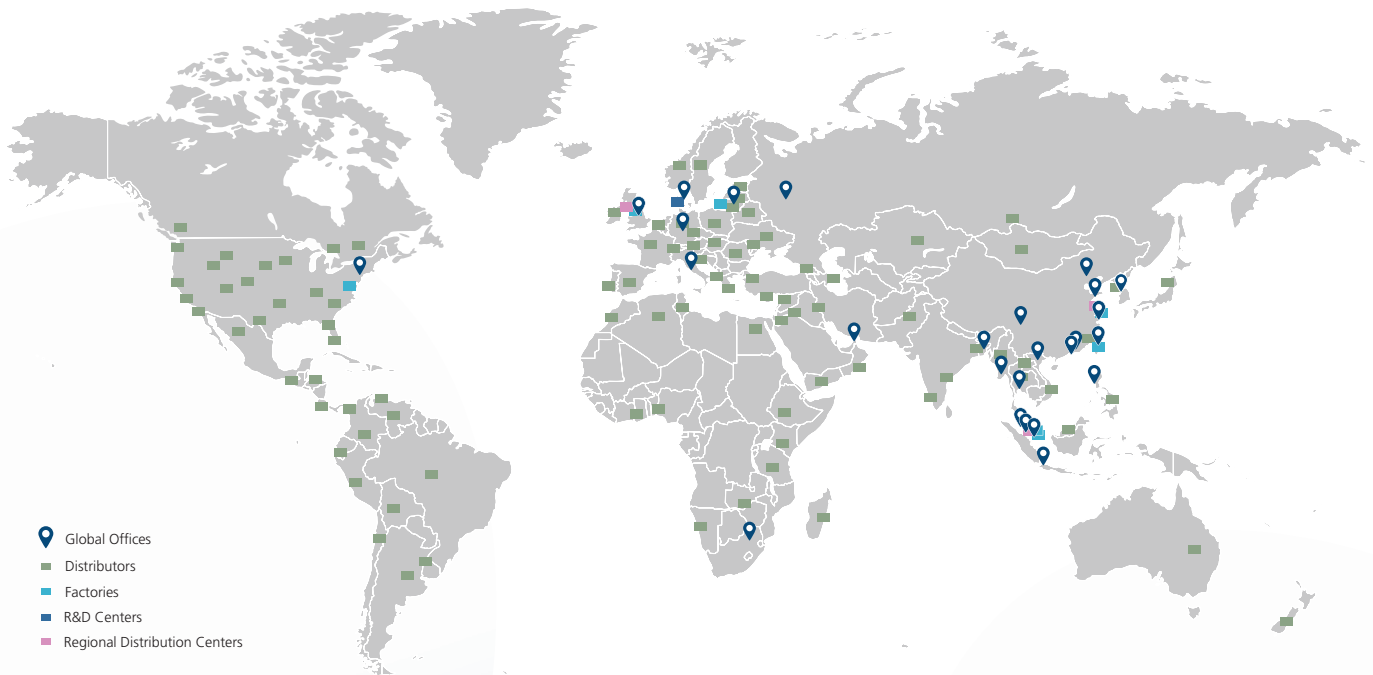 Global Offices
Distributors
Factories
R&D Centers
Regional Distribution Centers